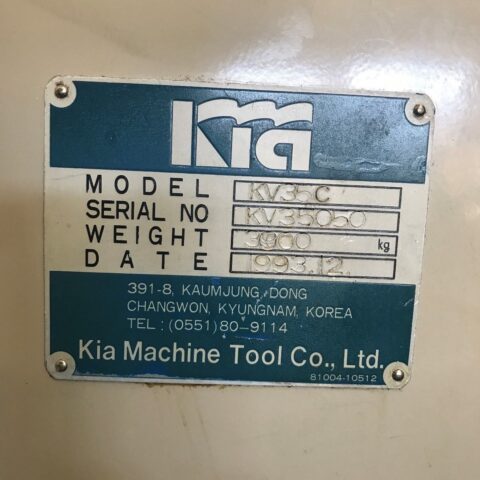 Kia
MODEL KV35C
SERIAL NO KV35050
WEIGHT 3900 kg
DATE 1993.12.
391-8, KAUMJUNG DONG
CHANGWON, KYUNGNAM, KOREA
TEL : (0551)80-9114
Kia Machine Tool Co., Ltd.
81004-10512